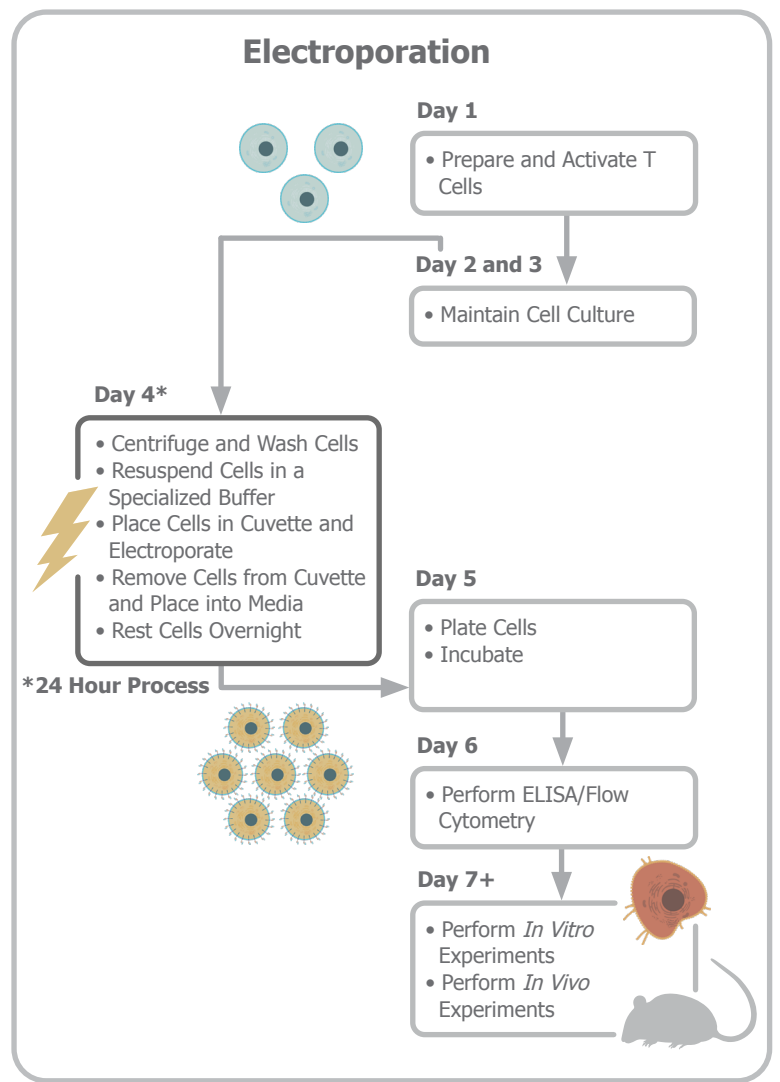 Electroporation
Day 1
• Prepare and Activate T
Cells
Day 2 and 3
• Maintain Cell Culture
Day 4*
• Centrifuge and Wash Cells
• Resuspend Cells in a
Specialized Buffer
• Place Cells in Cuvette and
Electroporate
• Remove Cells from Cuvette
and Place into Media
• Rest Cells Overnight
*24 Hour Process
Day 5
• Plate Cells
• Incubate
Day 6
• Perform ELISA/Flow
Cytometry
Day 7+
• Perform In Vitro
Experiments
• Perform In Vivo
Experiments